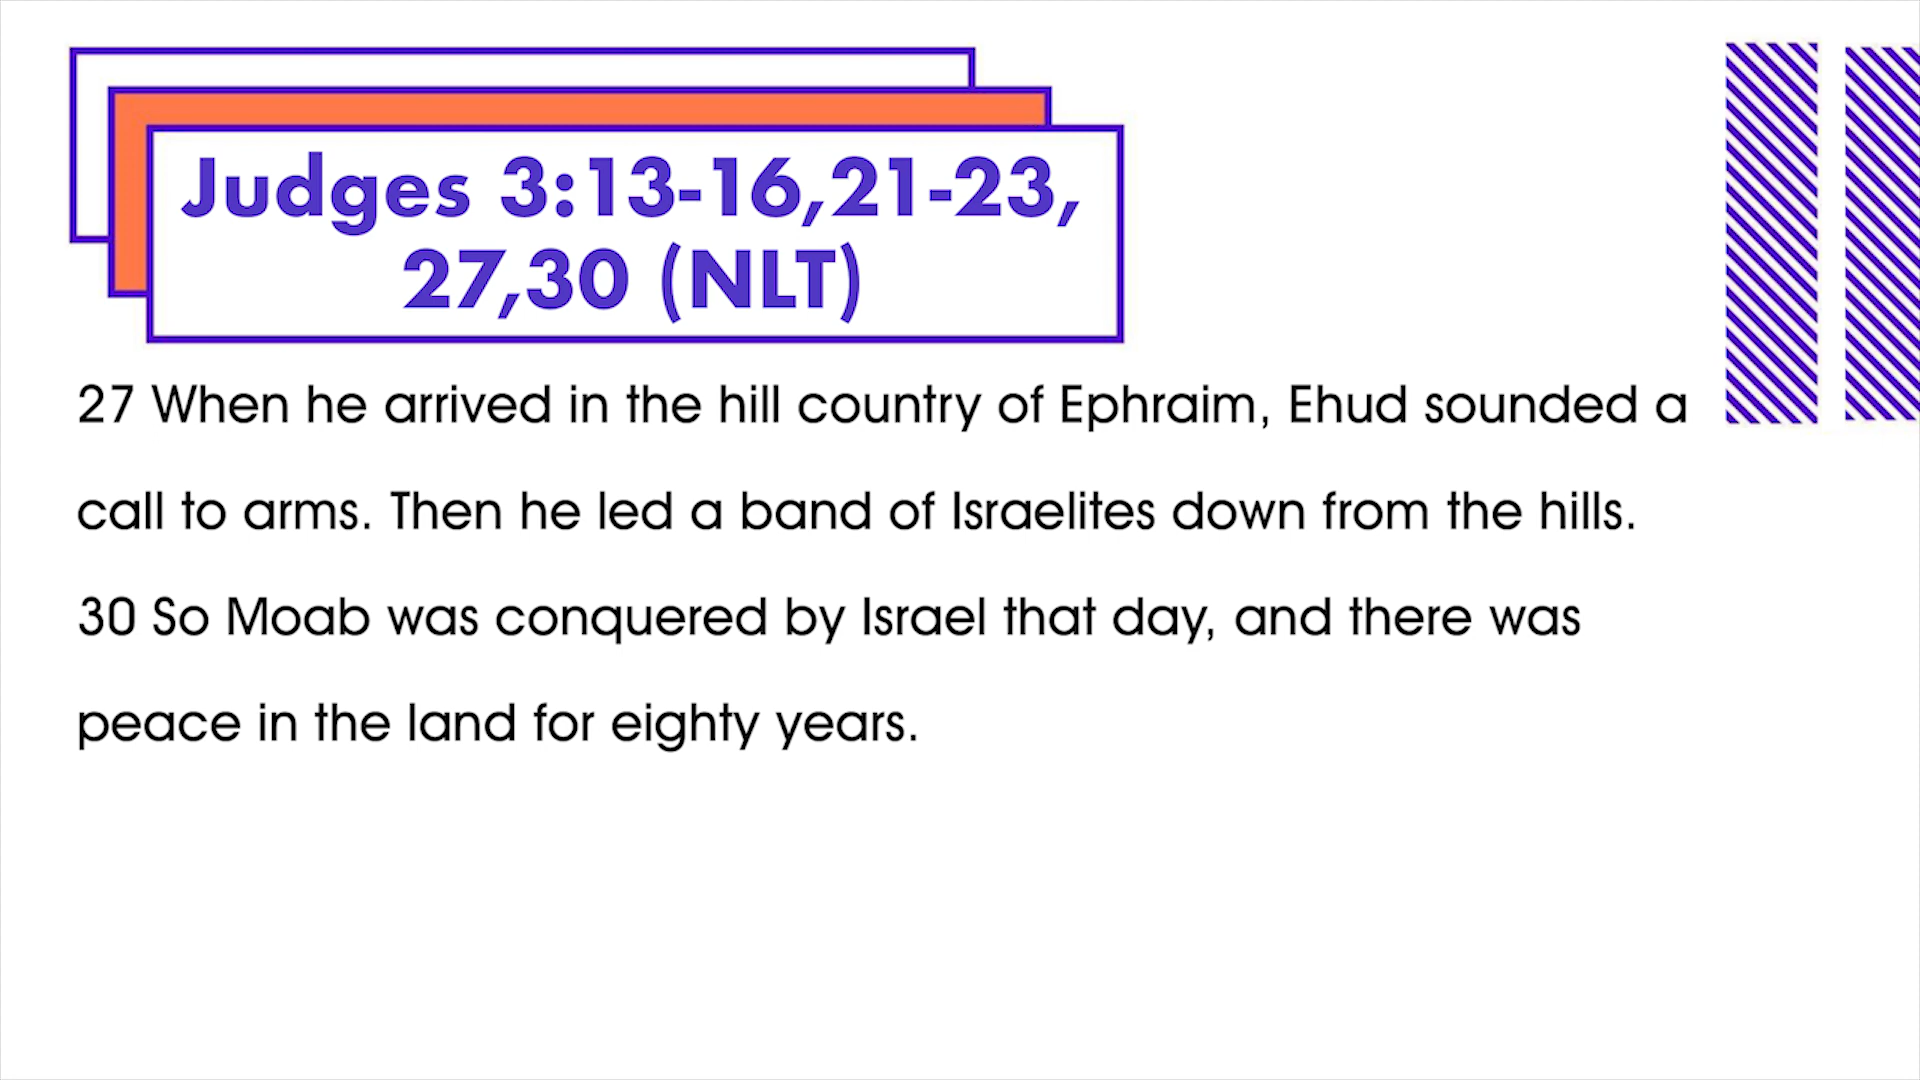 Judges 3:13-16,21-23,
27,30 (NLT)
27 When he arrived in the hill country of Ephraim, Ehud sounded a
call to arms. Then he led a band of Israelites down from the hills.
30 So Moab was conquered by Israel that day, and there was
peace in the land for eighty years.